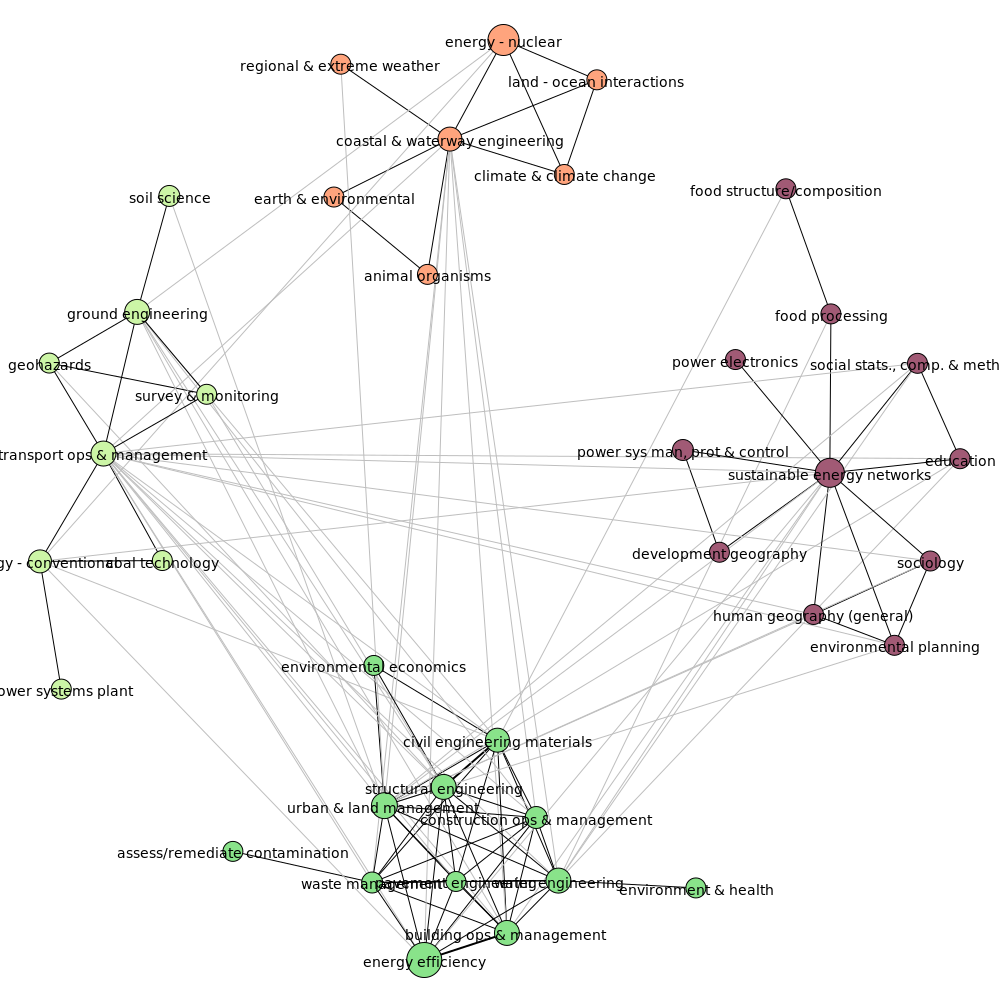 energy - nuclear
regional & extreme weather
land - ocean interactions
coastal & waterway engineering
climate & climate change
earth & environmental
soil science
food structure/composition
animal organisms
ground engineering
food processing
geohazards
power electronics
social stats., comp. & meth
survey & monitoring
transport ops & management
power sys man, prot & control
education
sustainable energy networks
development geography
gy - conventional
coal technology
sociology
human geography (general)
environmental planning
environmental economics
ower systems plant
civil engineering materials
structural engineering
urban & land management
construction ops & management
assess/remediate contamination
waste management
pavement engineering
water engineering
environment & health
building ops & management
energy efficiency